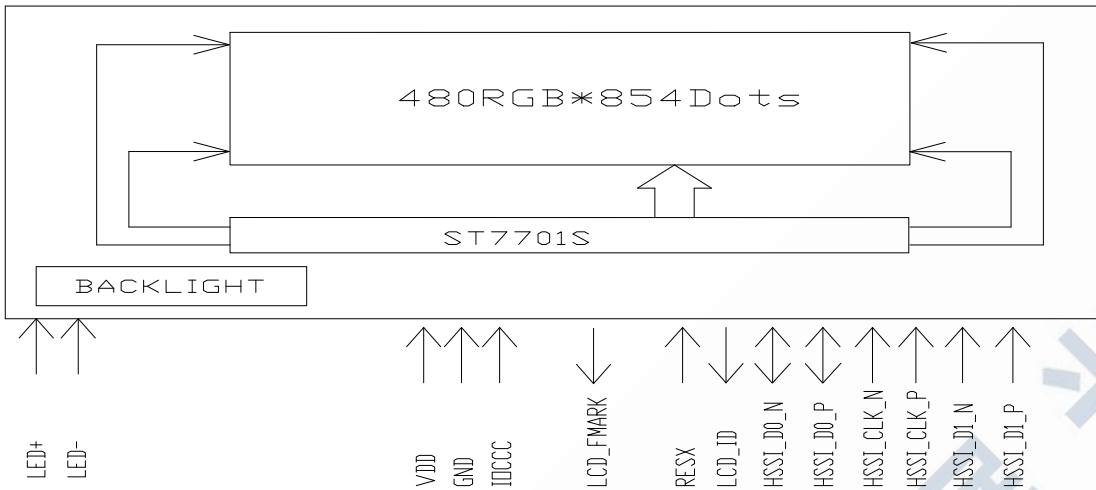 480RGB*854Dots
ST7701S
BACKLIGHT
LED+
LED-
VDD
GND
IOCCC
LCD_FMARK
RESX
LCD_ID
HSSI_D0_N
HSSI_D0_P
HSSI_CLK_N
HSSI_CLK_P
HSSI_D1_N
HSSI_D1_P